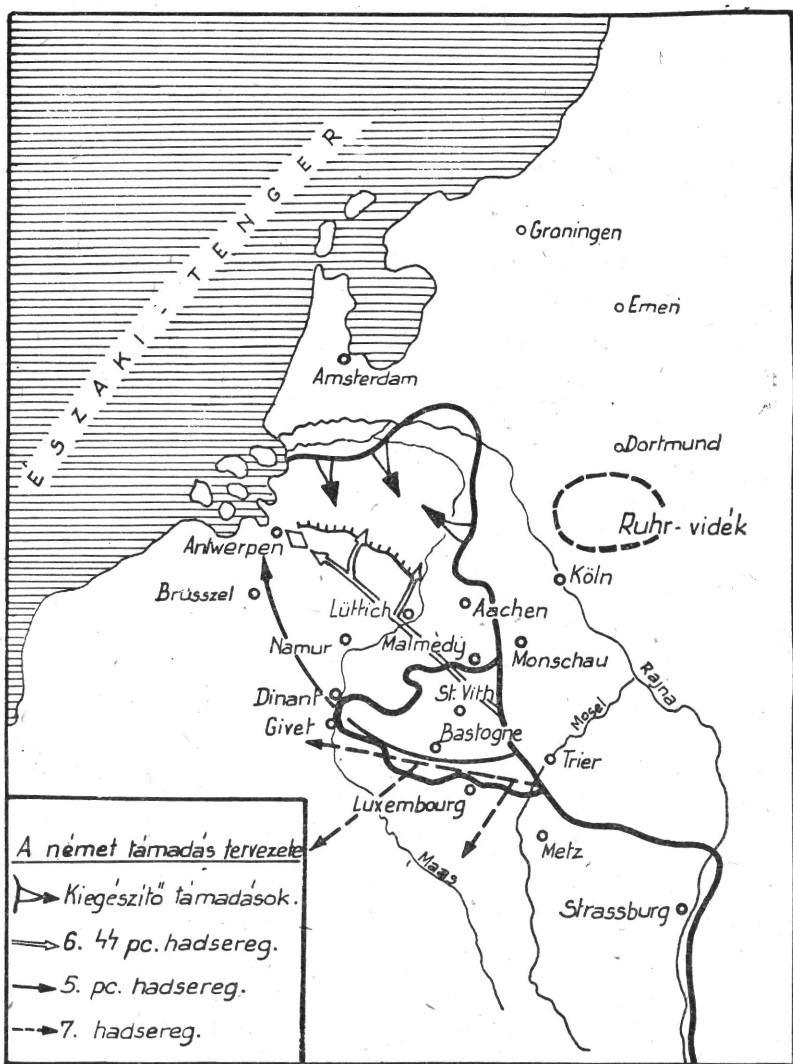 ÉSZAKI-TENGER
Groningen
Emen
Amsterdam
Dortmund
Ruhr-vidék
Antwerpen
Köln
Brüsszel
Lüttich
Aachen
Namur
Malmédy
Monschau
Rajna
Dinant
St. Vith
Mosel
Givet
Bastogne
Trier
Luxembourg
Metz
Maas
Strassburg
A német támadás tervezete
Kiegészítő támadások.
6. SS pc. hadsereg.
5. pc. hadsereg.
7. hadsereg.